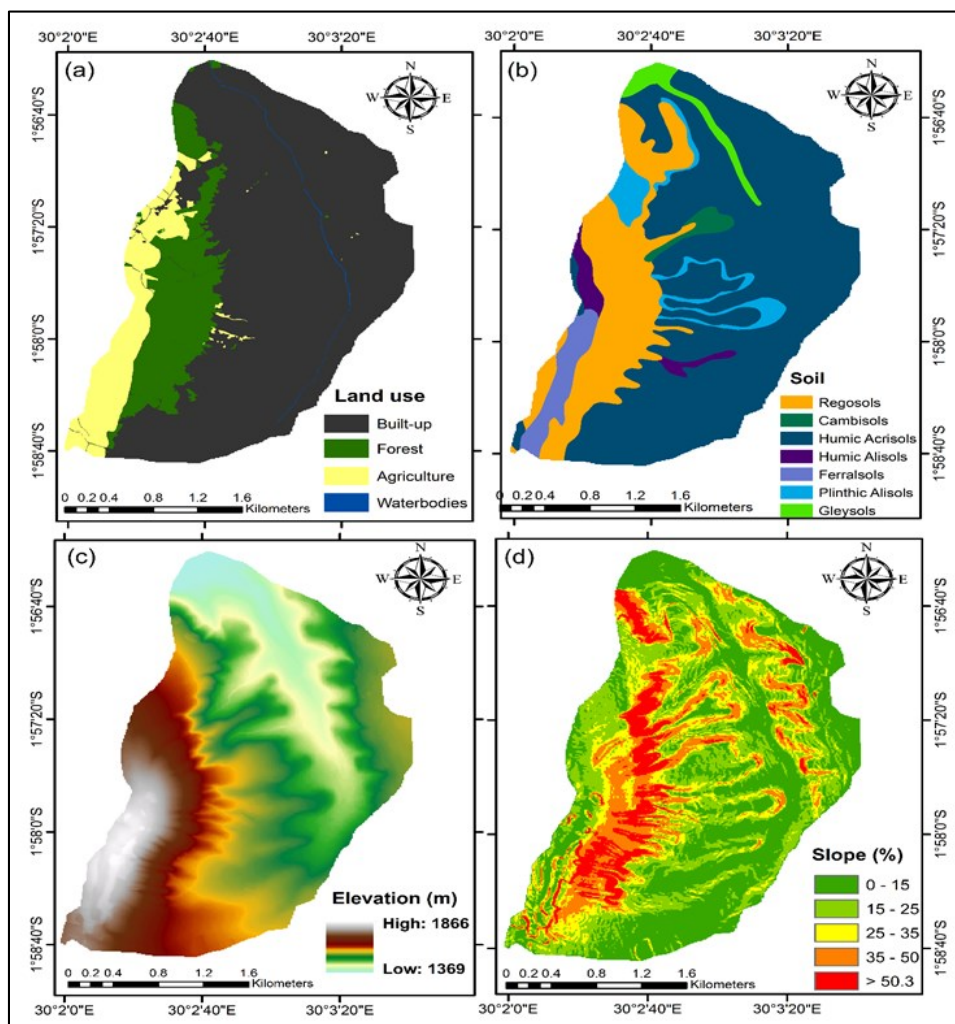 30°2'0"E 30°2'40"E 30°3'20"E 30°2'0"E 30°2'40"E 30°3'20"E
(a)
N
W E
S
1°56'40"S
1°57'20"S
1°58'0"S
1°58'40"S
Land use
Built-up
Forest
Agriculture
Waterbodies
0 0.2 0.4 0.8 1.2 1.6
Kilometers
(b)
N
W E
S
1°56'40"S
1°57'20"S
1°58'0"S
1°58'40"S
Soil
Regosols
Cambisols
Humic Acrisols
Humic Alisols
Ferralsols
Plinthic Alisols
Gleysols
0 0.2 0.4 0.8 1.2 1.6
Kilometers
(c)
N
W E
S
1°56'40"S
1°57'20"S
1°58'0"S
1°58'40"S
Elevation (m)
High: 1866
Low: 1369
0 0.2 0.4 0.8 1.2 1.6
Kilometers
(d)
N
W E
S
1°56'40"S
1°57'20"S
1°58'0"S
1°58'40"S
Slope (%)
0 - 15
15 - 25
25 - 35
35 - 50
> 50.3
0 0.2 0.4 0.8 1.2 1.6
Kilometers
30°2'0"E 30°2'40"E 30°3'20"E 30°2'0"E 30°2'40"E 30°3'20"E